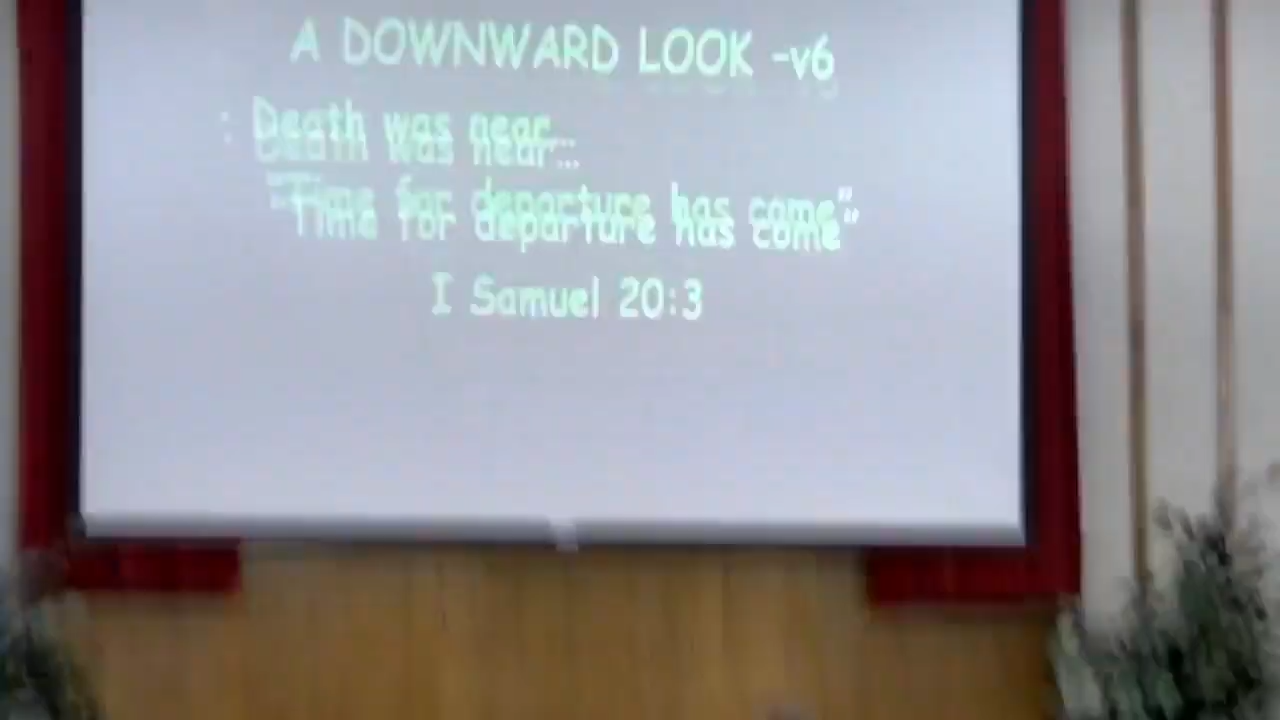 A DOWNWARD LOOK -v6
: Death was near...
"Time for departure has come"
I Samuel 20:3